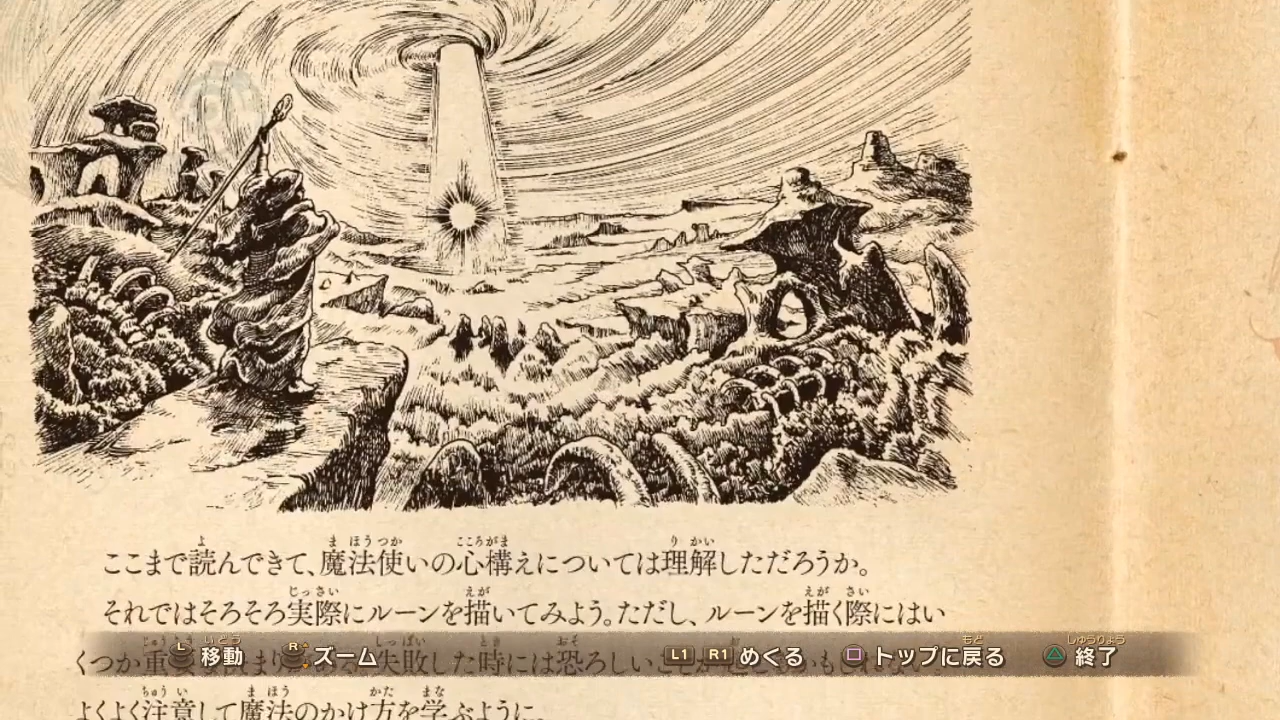 ここまで読んできて、魔法使いの心構えについては理解しただろうか。
それではそろそろ実際にルーンを描いてみよう。ただし、ルーンを描く際にはい
くつか重 失敗した時には恐ろしいこ
よくよく注意して魔法のかけ方を学ぶように。
L 移動 R ズーム L1 R1 めくる トップに戻る 終了